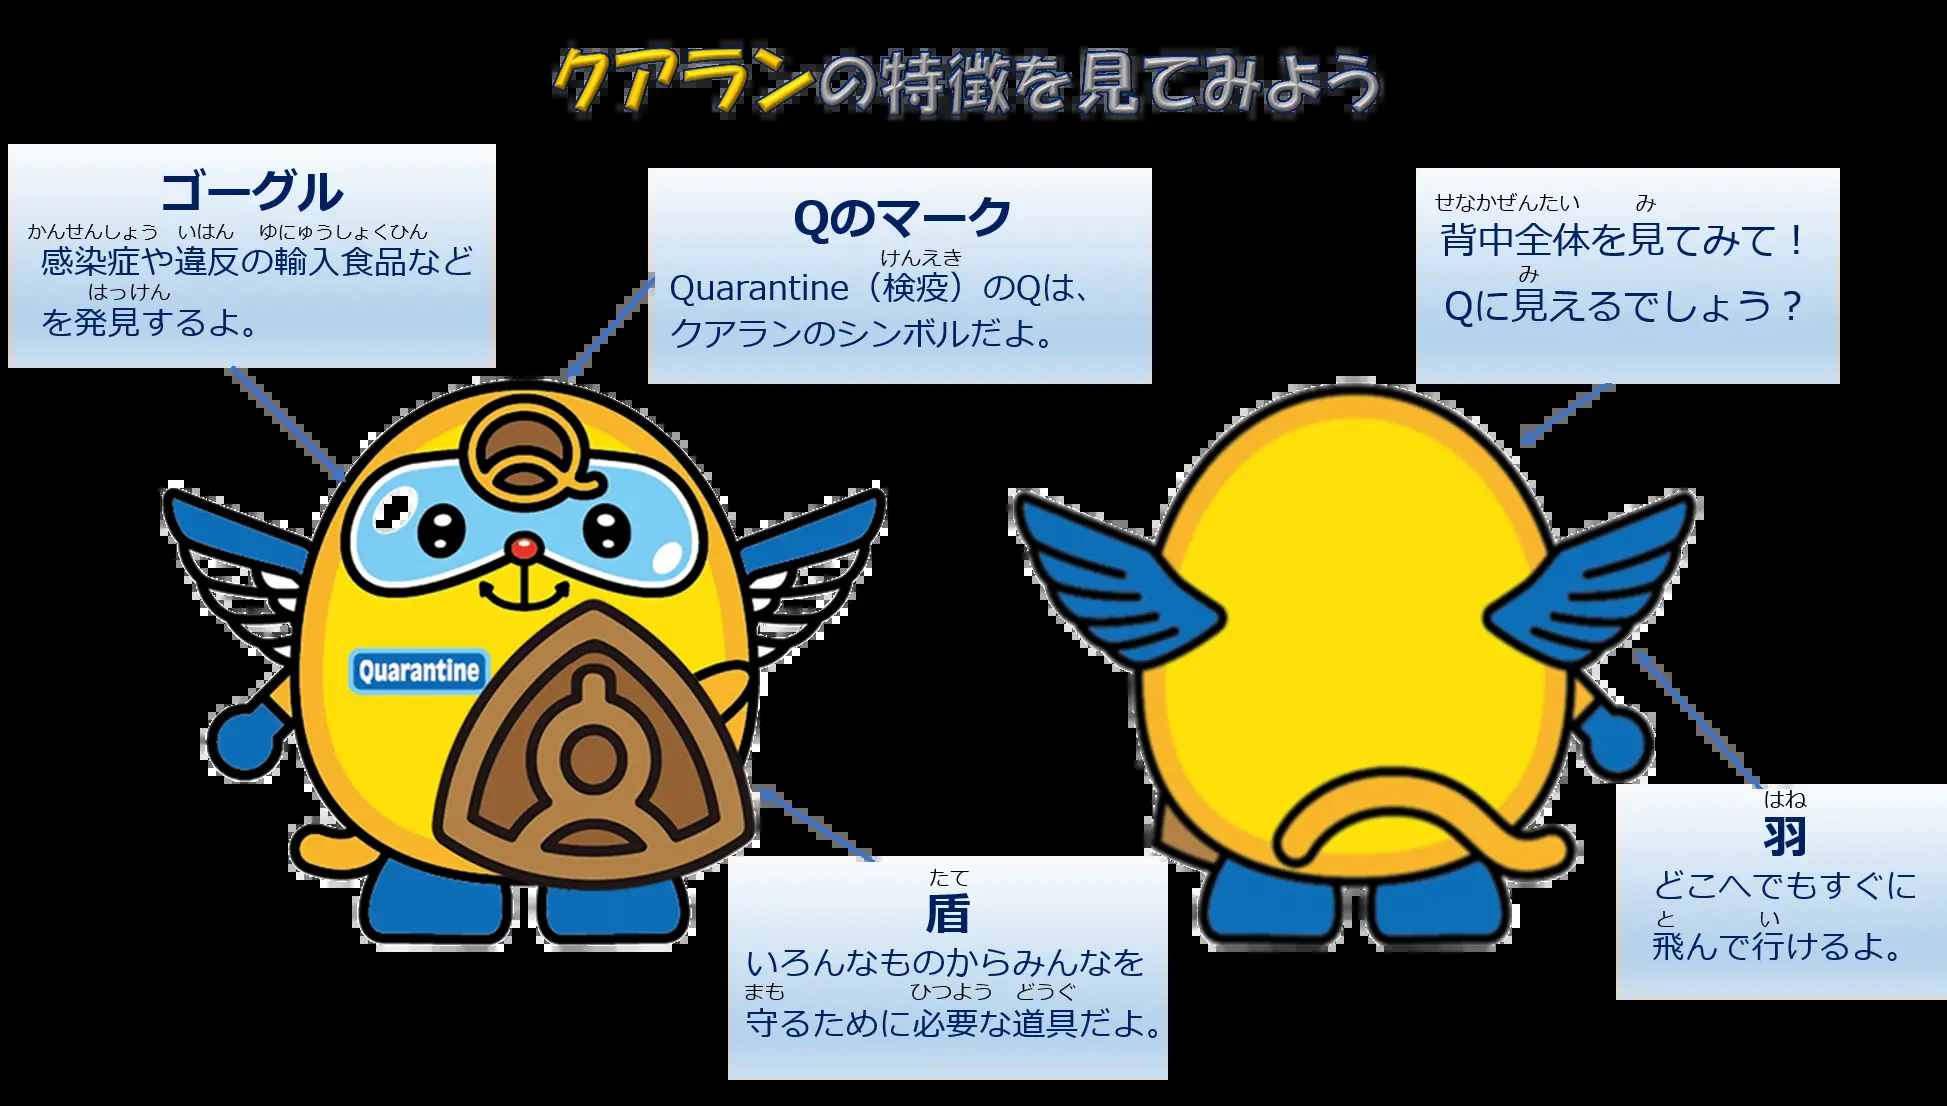 クアランの特徴を見てみよう
ゴーグル
かんせんしょう いはん ゆにゅうしょくひん
感染症や違反の輸入食品など
はっけん
を発見するよ。
Qのマーク
けんえき
Quarantine（検疫）のQは、
クアランのシンボルだよ。
せなかぜんたい み
背中全体を見てみて！
み
Qに見えるでしょう？
Quarantine
たて
盾
いろんなものからみんなを
まも ひつよう どうぐ
守るために必要な道具だよ。
はね
羽
どこへでもすぐに
と い
飛んで行けるよ。